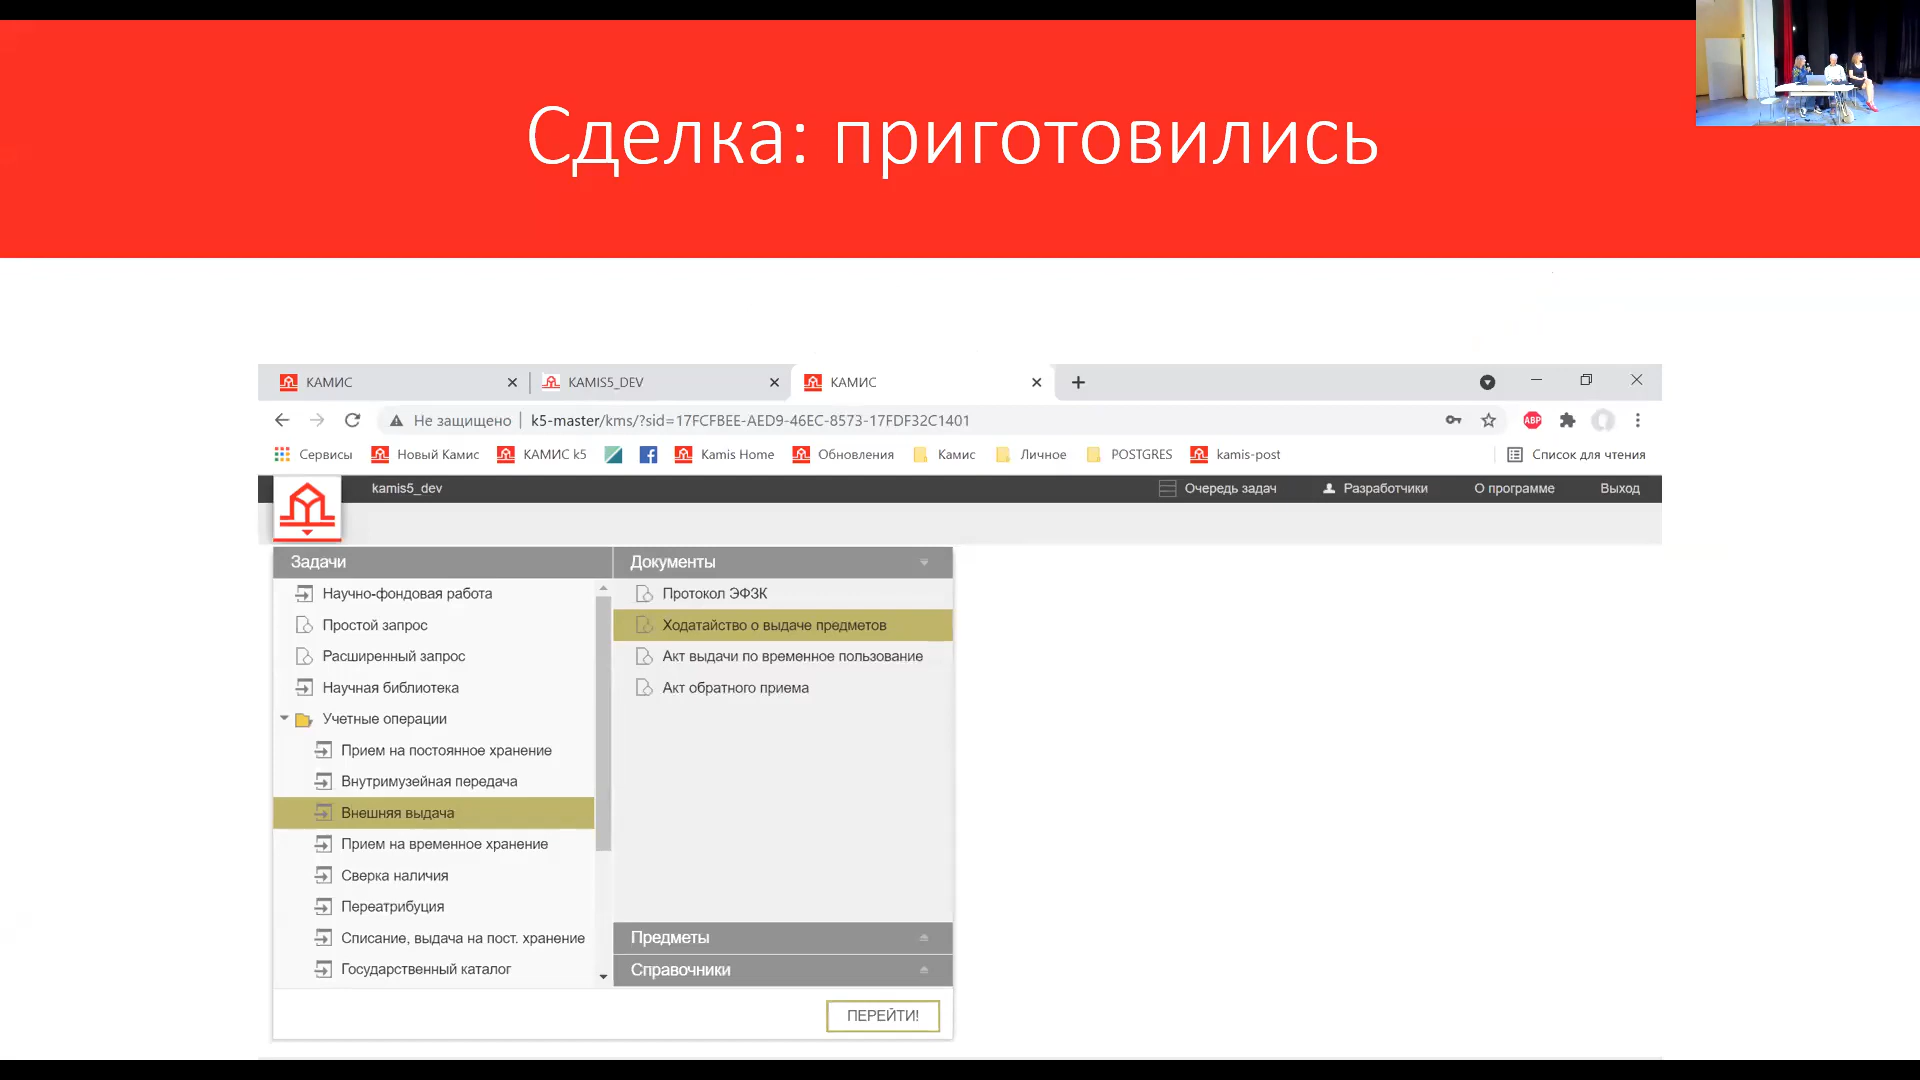 Сделка: приготовились
КАМИС
KAMIS5_DEV
КАМИС
Не защищено
k5-master/kms/?sid=17FCFBEE-AED9-46EC-8573-17FDF32C1401
ABP
Сервисы
Новый Камис
КАМИС k5
Kamis Home
Обновления
Камис
Личное
POSTGRES
kamis-post
Список для чтения
kamis5_dev
Очередь задач
Разработчики
О программе
Выход
Задачи
Научно-фондовая работа
Простой запрос
Расширенный запрос
Научная библиотека
Учетные операции
Прием на постоянное хранение
Внутримузейная передача
Внешняя выдача
Прием на временное хранение
Сверка наличия
Переатрибуция
Списание, выдача на пост. хранение
Государственный каталог
Документы
Протокол ЭФЗК
Ходатайство о выдаче предметов
Акт выдачи по временное пользование
Акт обратного приема
Предметы
Справочники
ПЕРЕЙТИ!